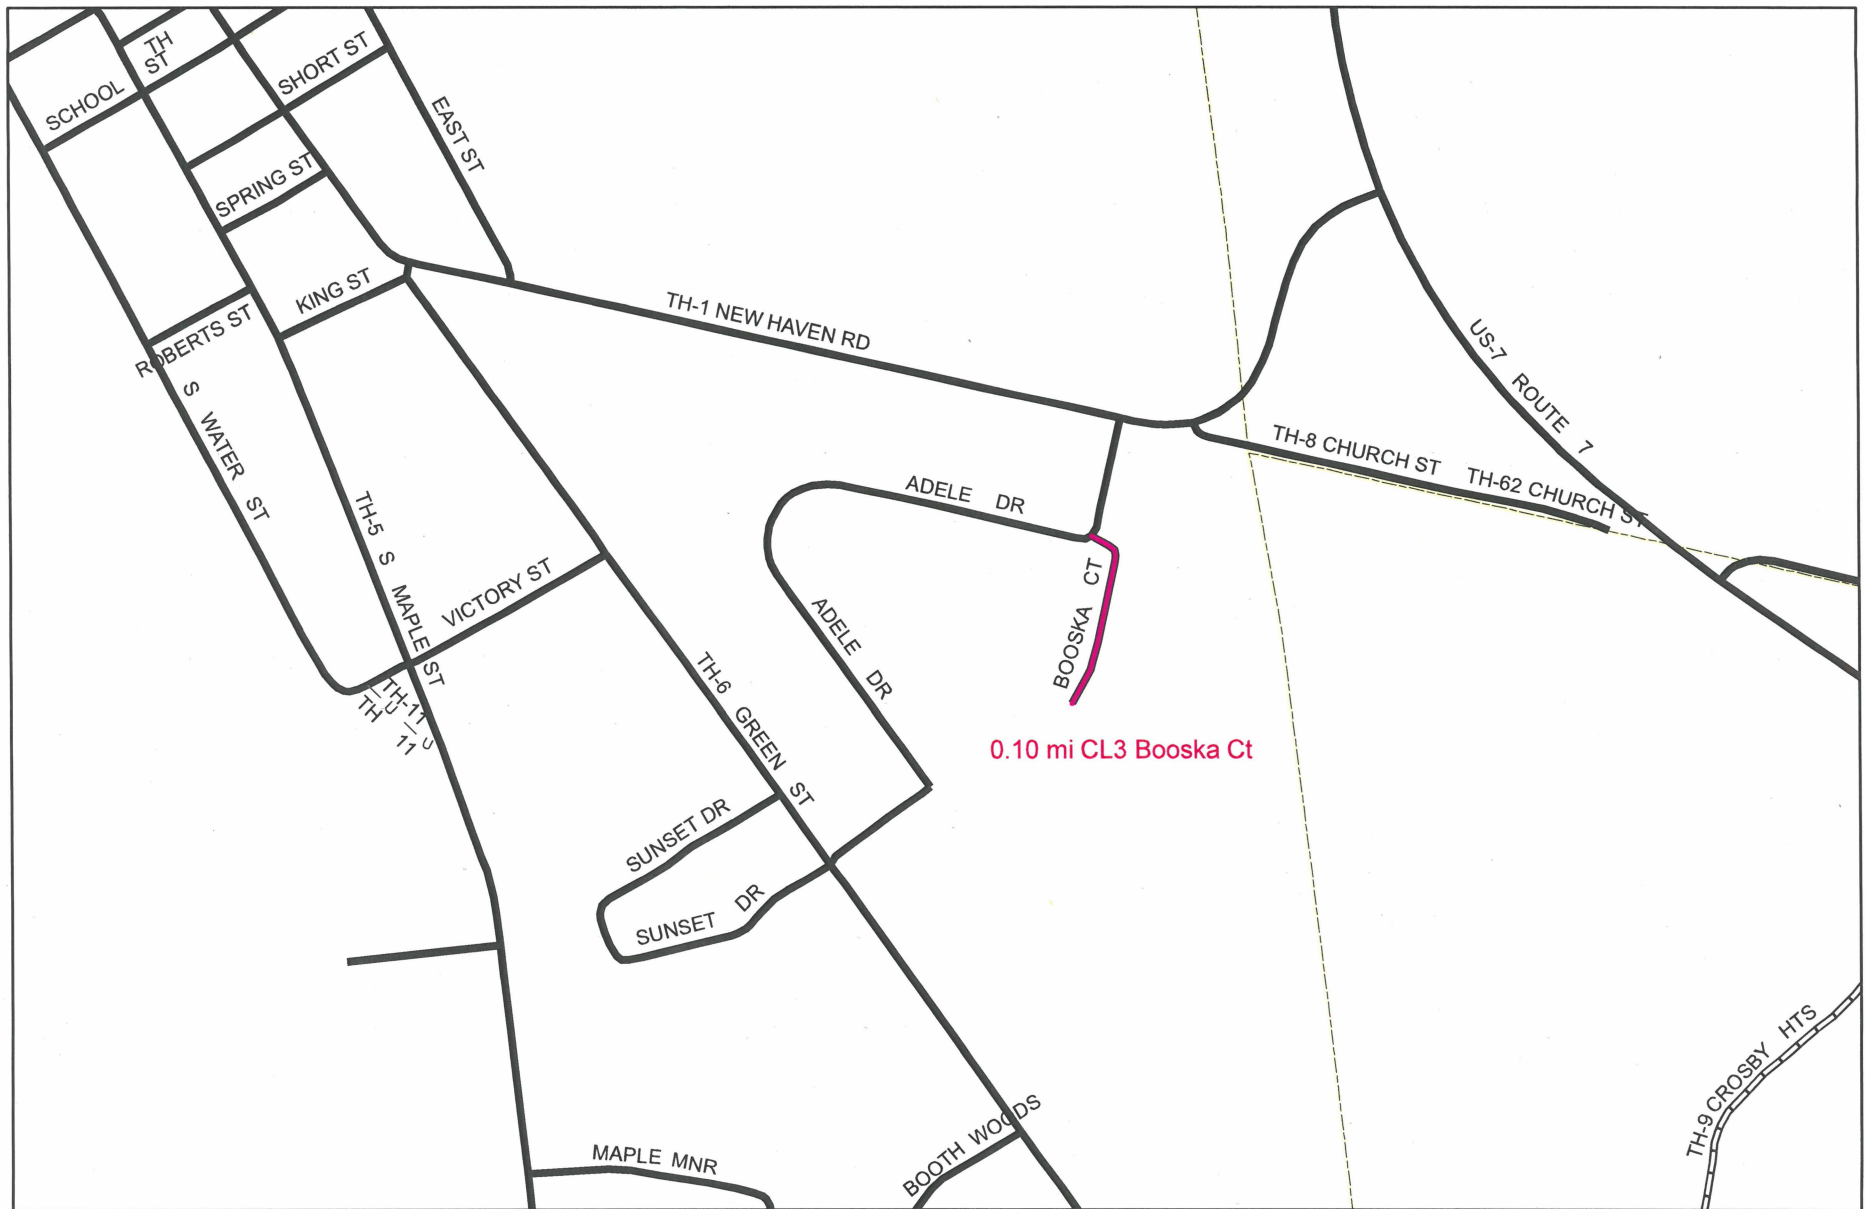 TH
ST
SCHOOL
SHORT ST
EAST ST
SPRING ST
KING ST
ROBERTS ST
TH-1 NEW HAVEN RD
US-7 ROUTE 7
S WATER ST
TH-8 CHURCH ST
TH-62 CHURCH ST
ADELE DR
TH-5 S MAPLE ST
VICTORY ST
BOOSKA CT
ADELE DR
TH-6 GREEN ST
TH-11
TH U
11 U
0.10 mi CL3 Booska Ct
SUNSET DR
SUNSET DR
TH-9 CROSBY HTS
MAPLE MNR
BOOTH WOODS